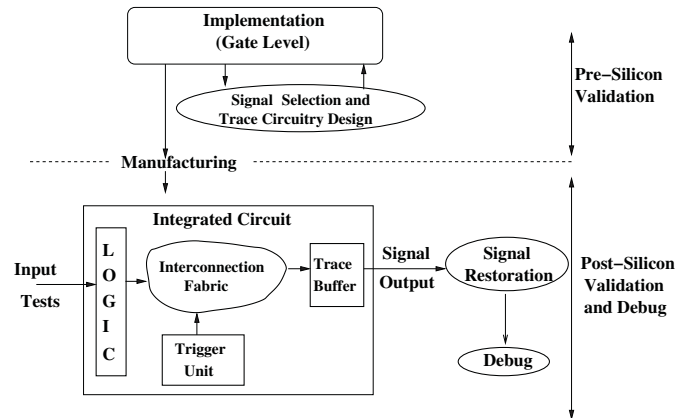 Implementation
(Gate Level)
Signal Selection and
Trace Circuitry Design
Pre−Silicon
Validation
Manufacturing
Integrated Circuit
Input
Tests
L
O
G
I
C
Interconnection
Fabric
Trigger
Unit
Trace
Buffer
Signal
Output
Signal
Restoration
Debug
Post−Silicon
Validation
and Debug